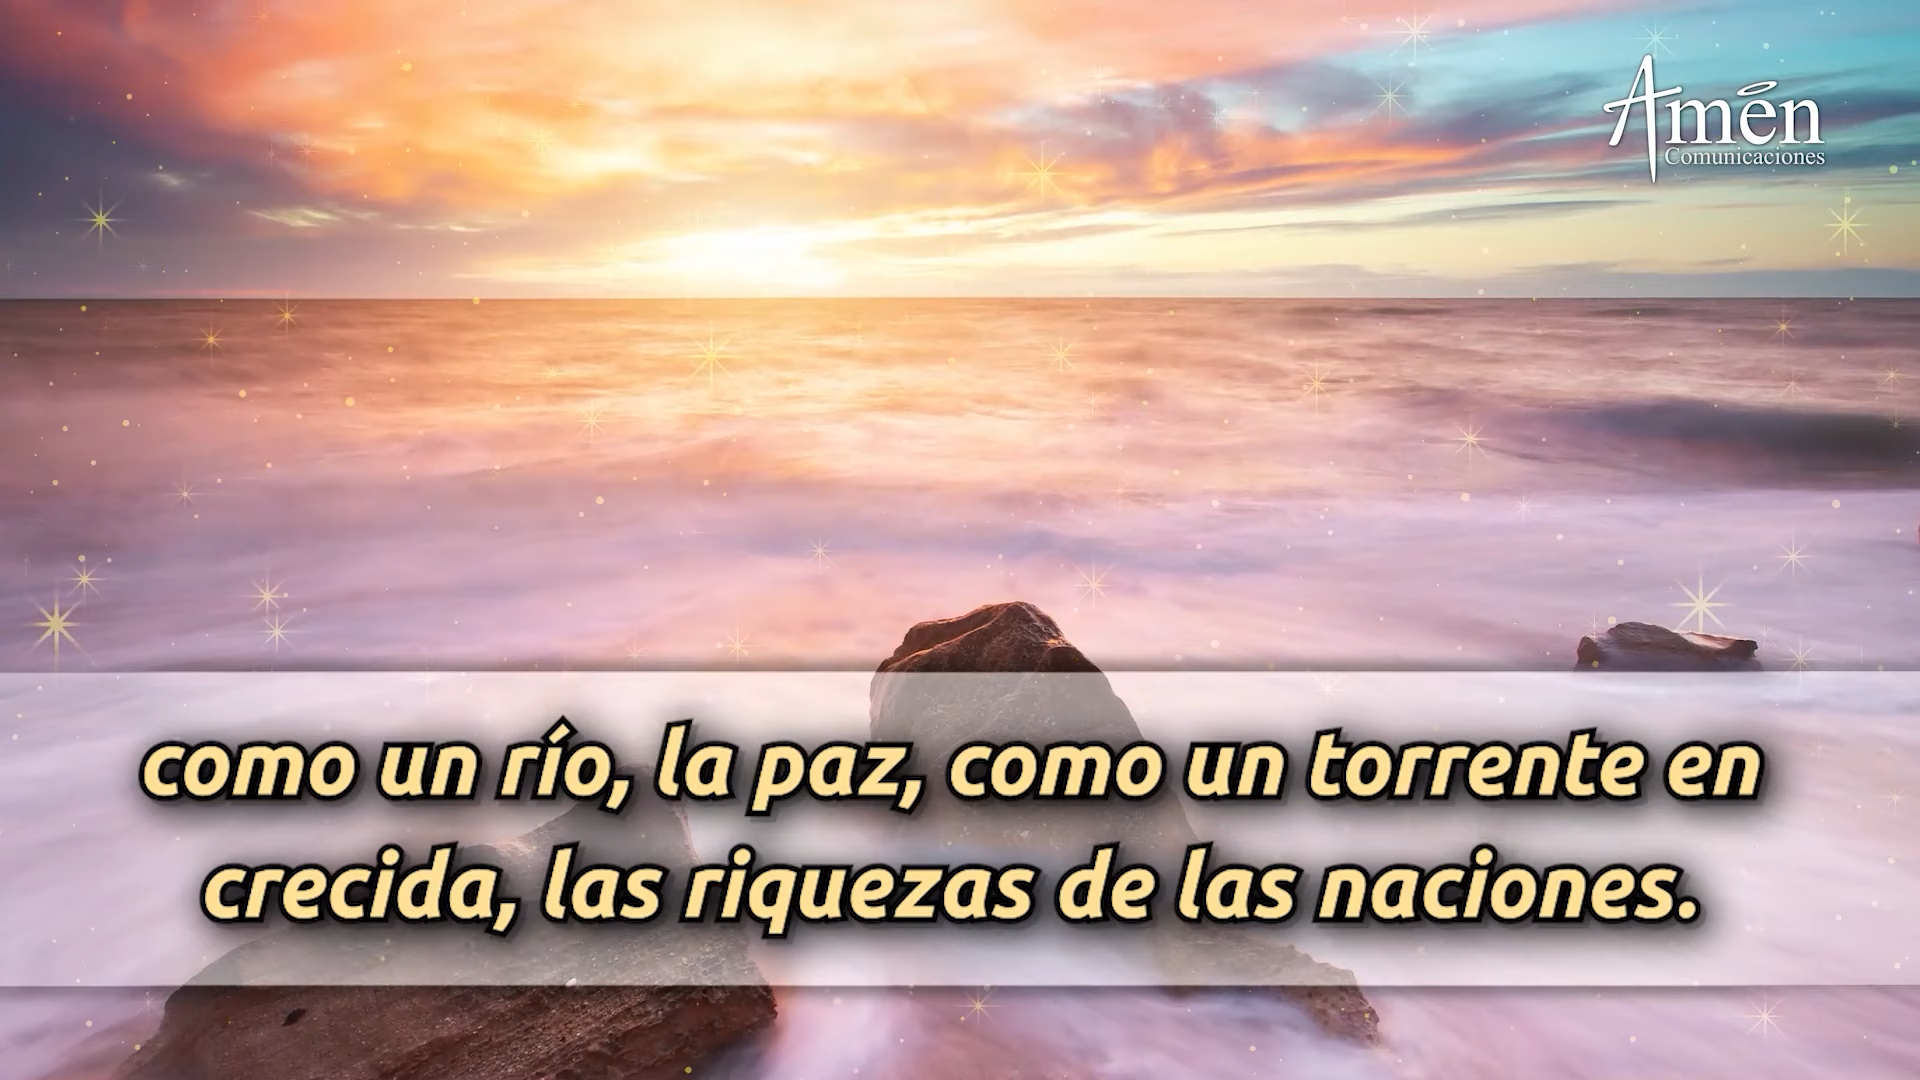 Amén
Comunicaciones
como un río, la paz, como un torrente en
crecida, las riquezas de las naciones.